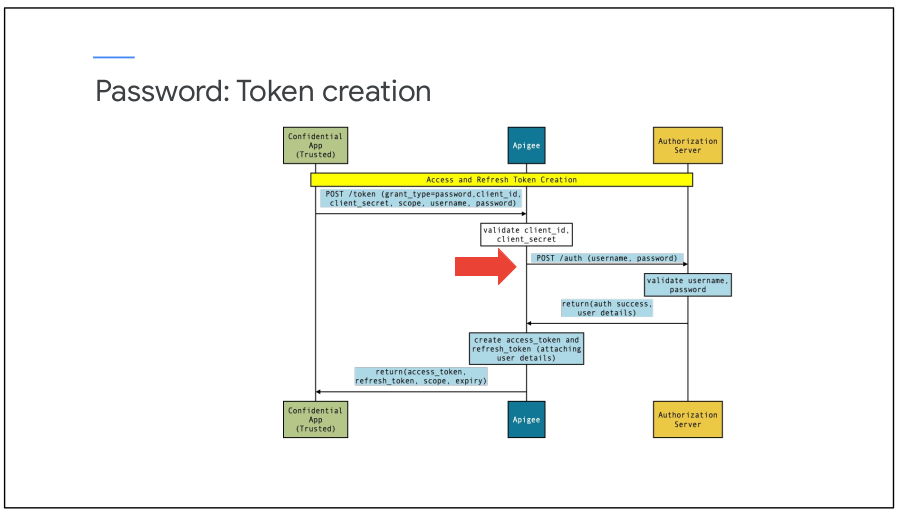 Password: Token creation
Confidential
App
(Trusted)
Apigee
Authorization
Server
Access and Refresh Token Creation
POST /token (grant_type=password,client_id,
client_secret, scope, username, password)
validate client_id,
client_secret
POST /auth (username, password)
validate username,
password
return(auth success,
user details)
create access_token and
refresh_token (attaching
user details)
return(access_token,
refresh_token, scope, expiry)
Confidential
App
(Trusted)
Apigee
Authorization
Server